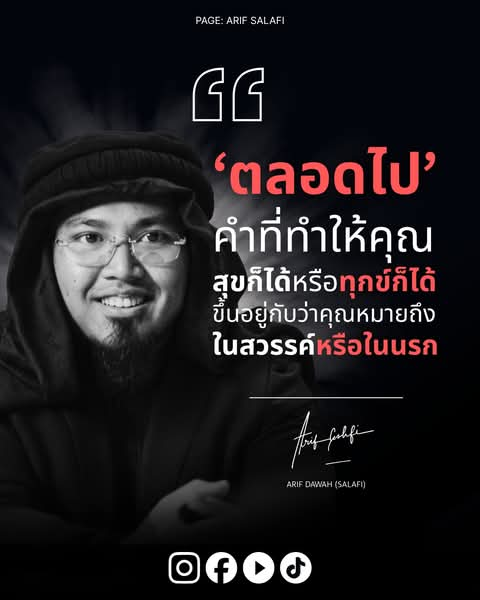 PAGE: ARIF SALAFI
‘ตลอดไป’
คำที่ทำให้คุณ
สุขก็ได้หรือทุกข์ก็ได้
ขึ้นอยู่กับว่าคุณหมายถึง
ในสวรรค์หรือในนรก
Arif Salafi
ARIF DAWAH (SALAFI)